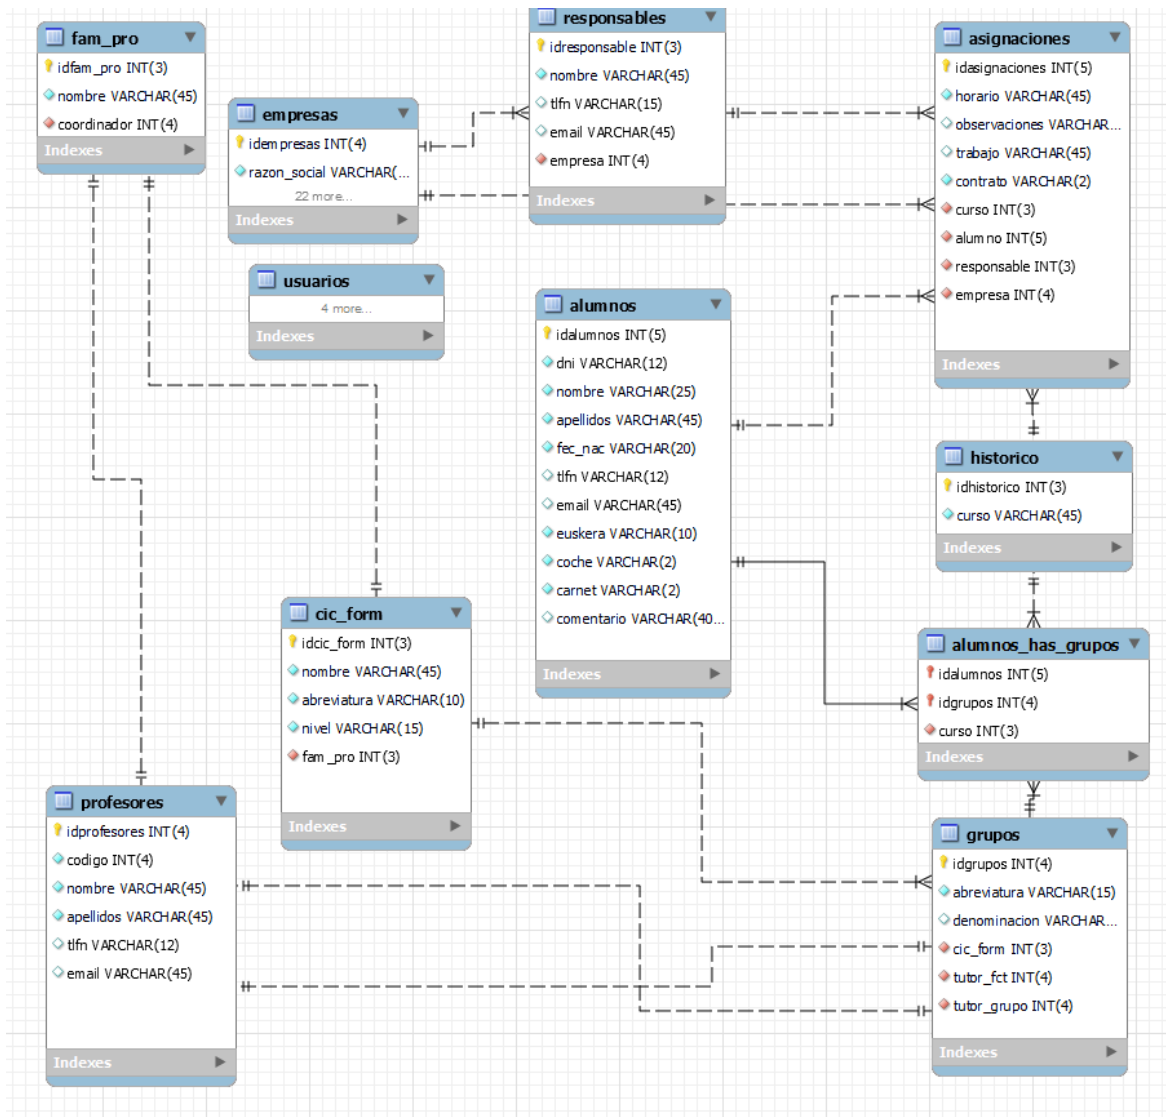 fam_pro
idfam_pro INT(3)
nombre VARCHAR(45)
coordinador INT(4)
Indexes
empresas
idempresas INT(4)
razon_social VARCHAR(...
22 more...
Indexes
responsables
idresponsable INT(3)
nombre VARCHAR(45)
tlfn VARCHAR(15)
email VARCHAR(45)
empresa INT(4)
Indexes
asignaciones
idasignaciones INT(5)
horario VARCHAR(45)
observaciones VARCHAR...
trabajo VARCHAR(45)
contrato VARCHAR(2)
curso INT(3)
alumno INT(5)
responsable INT(3)
empresa INT(4)
Indexes
usuarios
4 more...
Indexes
alumnos
idalumnos INT(5)
dni VARCHAR(12)
nombre VARCHAR(25)
apellidos VARCHAR(45)
fec_nac VARCHAR(20)
tlfn VARCHAR(12)
email VARCHAR(45)
euskera VARCHAR(10)
coche VARCHAR(2)
carnet VARCHAR(2)
comentario VARCHAR(40...
Indexes
historico
idhistorico INT(3)
curso VARCHAR(45)
Indexes
cic_form
idcic_form INT(3)
nombre VARCHAR(45)
abreviatura VARCHAR(10)
nivel VARCHAR(15)
fam_pro INT(3)
Indexes
alumnos_has_grupos
idalumnos INT(5)
idgrupos INT(4)
curso INT(3)
Indexes
profesores
idprofesores INT(4)
codigo INT(4)
nombre VARCHAR(45)
apellidos VARCHAR(45)
tlfn VARCHAR(12)
email VARCHAR(45)
Indexes
grupos
idgrupos INT(4)
abreviatura VARCHAR(15)
denominacion VARCHAR...
cic_form INT(3)
tutor_fct INT(4)
tutor_grupo INT(4)
Indexes